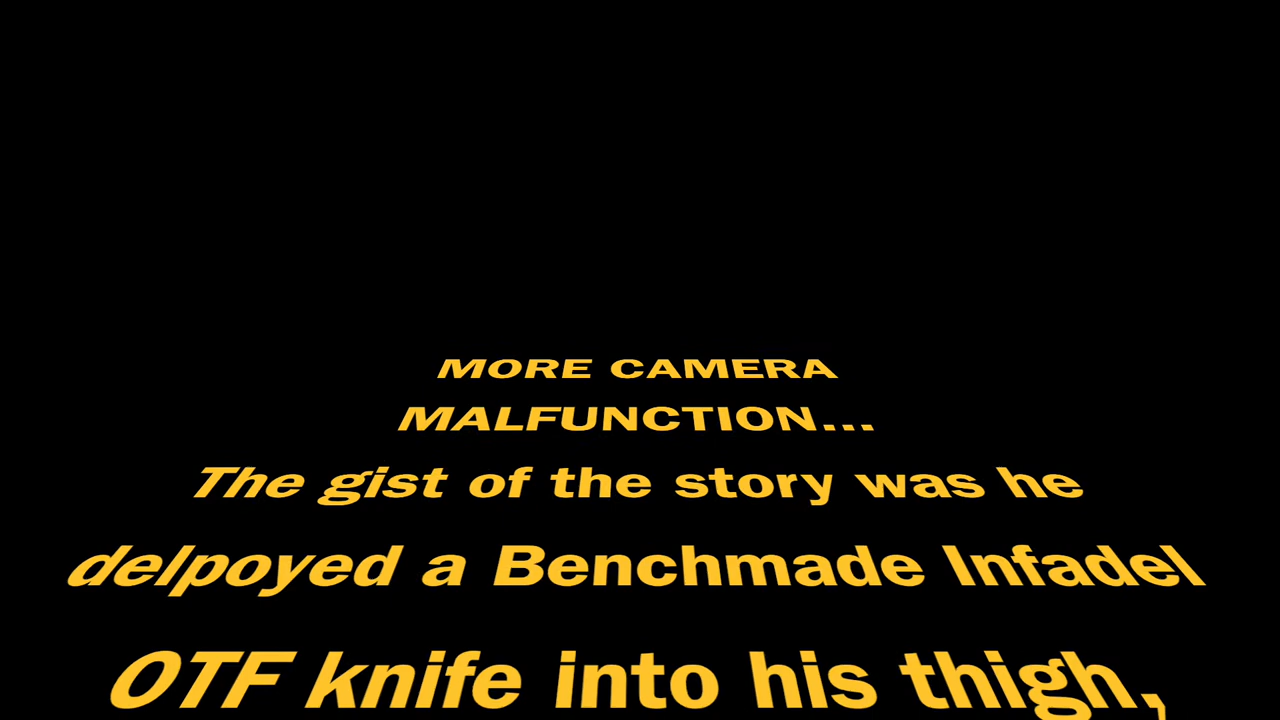 MORE CAMERA
MALFUNCTION...
The gist of the story was he
delpoyed a Benchmade Infadel
OTF knife into his thigh,